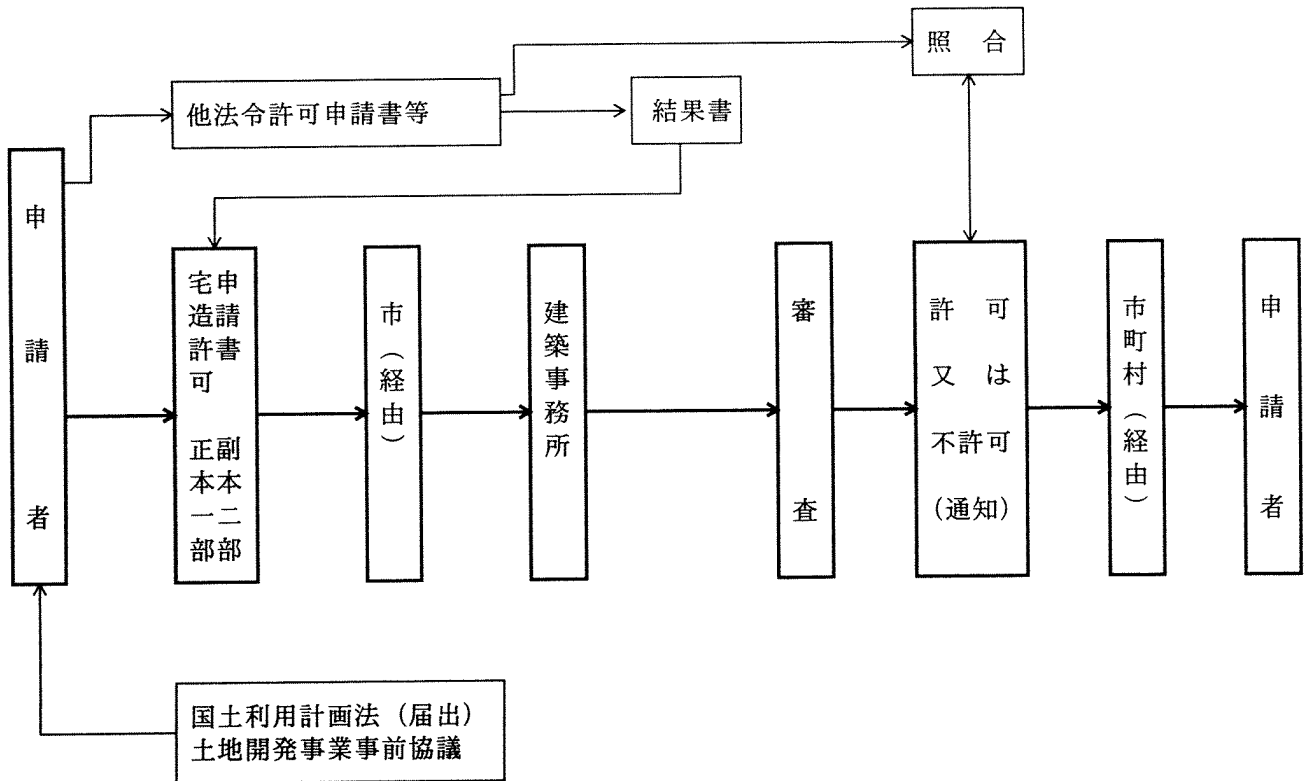 照　合
他法令許可申請書等
結果書
申請者
申請書　副本二部
宅造許可　正本一部
市（経由）
建築事務所
審査
許　可
又　は
不許可
（通知）
市町村（経由）
申請者
国土利用計画法（届出）
土地開発事業事前協議